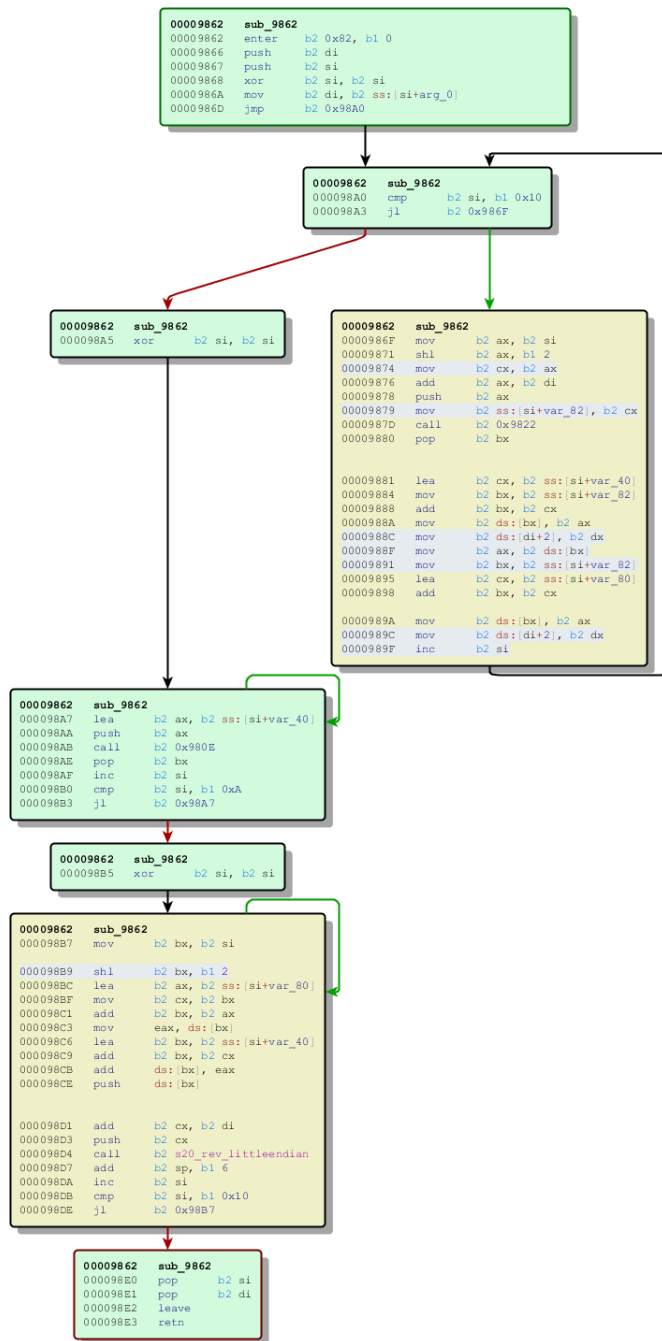 00009862 sub_9862
00009862 enter b2 0x82, b1 0
00009866 push b2 di
00009867 push b2 si
00009868 xor b2 si, b2 si
0000986A mov b2 di, b2 ss:[si+arg_0]
0000986D jmp b2 0x98A0
00009862 sub_9862
000098A0 cmp b2 si, b1 0x10
000098A3 jl b2 0x986F
00009862 sub_9862
000098A5 xor b2 si, b2 si
00009862 sub_9862
0000986F mov b2 ax, b2 si
00009871 shl b2 ax, b1 2
00009874 mov b2 cx, b2 ax
00009876 add b2 ax, b2 di
00009878 push b2 ax
00009879 mov b2 ss:[si+var_82], b2 cx
0000987D call b2 0x9822
00009880 pop b2 bx
00009881 lea b2 cx, b2 ss:[si+var_40]
00009884 mov b2 bx, b2 ss:[si+var_82]
00009888 add b2 bx, b2 cx
0000988A mov b2 ds:[bx], b2 ax
0000988C mov b2 ds:[di+2], b2 dx
0000988F mov b2 ax, b2 ds:[bx]
00009891 mov b2 bx, b2 ss:[si+var_82]
00009895 lea b2 cx, b2 ss:[si+var_80]
00009898 add b2 bx, b2 cx
0000989A mov b2 ds:[bx], b2 ax
0000989C mov b2 ds:[di+2], b2 dx
0000989F inc b2 si
00009862 sub_9862
000098A7 lea b2 ax, b2 ss:[si+var_40]
000098AA push b2 ax
000098AB call b2 0x980E
000098AE pop b2 bx
000098AF inc b2 si
000098B0 cmp b2 si, b1 0xA
000098B3 jl b2 0x98A7
00009862 sub_9862
000098B5 xor b2 si, b2 si
00009862 sub_9862
000098B7 mov b2 bx, b2 si
000098B9 shl b2 bx, b1 2
000098BC lea b2 ax, b2 ss:[si+var_80]
000098BF mov b2 cx, b2 bx
000098C1 add b2 bx, b2 ax
000098C3 mov eax, ds:[bx]
000098C6 lea b2 bx, b2 ss:[si+var_40]
000098C9 add b2 bx, b2 cx
000098CB add ds:[bx], eax
000098CE push ds:[bx]
000098D1 add b2 cx, b2 di
000098D3 push b2 cx
000098D4 call b2 s20_rev_littleendian
000098D7 add b2 sp, b1 6
000098DA inc b2 si
000098DB cmp b2 si, b1 0x10
000098DE jl b2 0x98B7
00009862 sub_9862
000098E0 pop b2 si
000098E1 pop b2 di
000098E2 leave
000098E3 retn